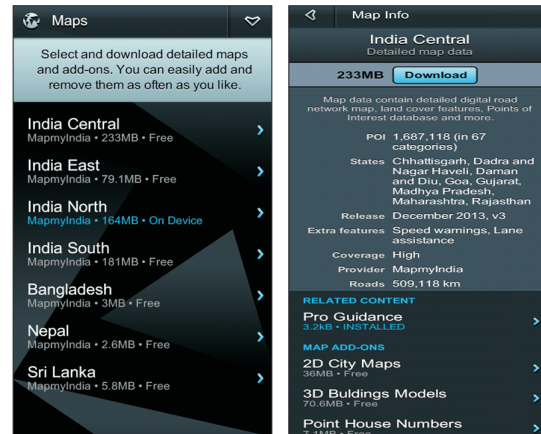 Maps
Select and download detailed maps
and add-ons. You can easily add and
remove them as often as you like.
India Central
MapmyIndia • 233MB • Free
India East
MapmyIndia • 79.1MB • Free
India North
MapmyIndia • 164MB • On Device
India South
MapmyIndia • 181MB • Free
Bangladesh
MapmyIndia • 3MB • Free
Nepal
MapmyIndia • 2.6MB • Free
Sri Lanka
MapmyIndia • 5.8MB • Free
Map Info
India Central
Detailed map data
233MB Download
Map data contain detailed digital road
network map, land cover features, Points of
Interest database and more.
POI 1,687,118 (in 67
categories)
States Chhattisgarh, Dadra and
Nagar Haveli, Daman
and Diu, Goa, Gujarat,
Madhya Pradesh,
Maharashtra, Rajasthan
Release December 2013, v3
Extra features Speed warnings, Lane
assistance
Coverage High
Provider MapmyIndia
Roads 509,118 km
RELATED CONTENT
Pro Guidance
3.2kB • INSTALLED
MAP ADD-ONS
2D City Maps
36MB • Free
3D Buldings Models
70.6MB • Free
Point House Numbers
7.1MB • Free